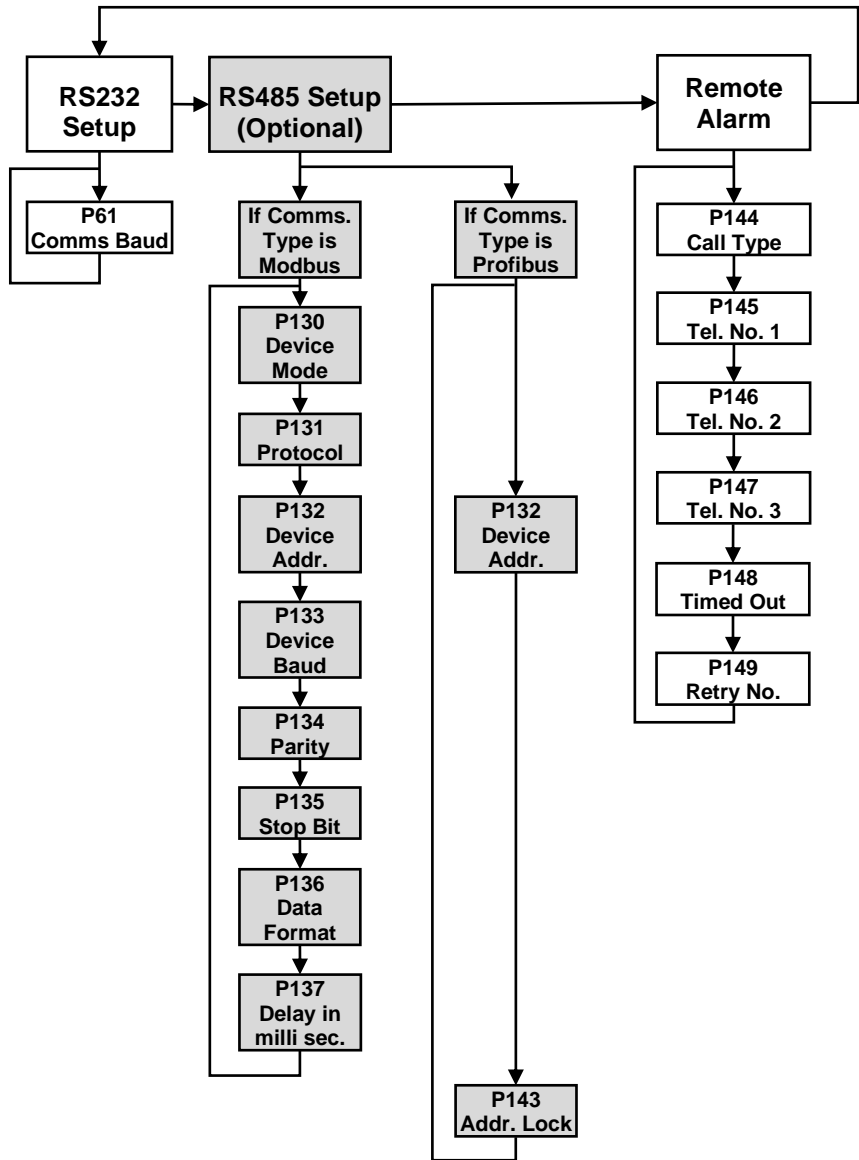 RS232
Setup
RS485 Setup
(Optional)
Remote
Alarm
P61
Comms Baud
If Comms.
Type is
Modbus
P130
Device
Mode
P131
Protocol
P132
Device
Addr.
P133
Device
Baud
P134
Parity
P135
Stop Bit
P136
Data
Format
P137
Delay in
milli sec.
If Comms.
Type is
Profibus
P132
Device
Addr.
P143
Addr. Lock
P144
Call Type
P145
Tel. No. 1
P146
Tel. No. 2
P147
Tel. No. 3
P148
Timed Out
P149
Retry No.